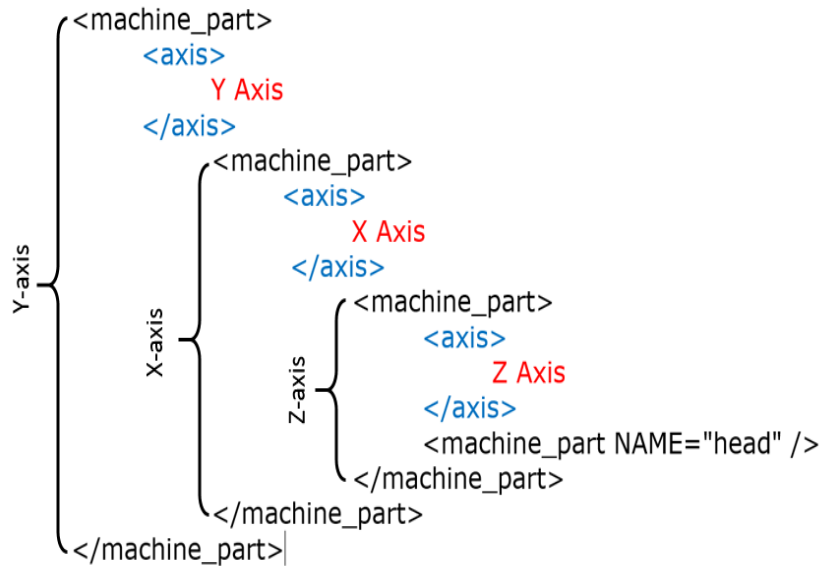 <machine_part>
<axis>
Y Axis
</axis>
<machine_part>
<axis>
X Axis
</axis>
<machine_part>
<axis>
Z Axis
</axis>
<machine_part NAME="head" />
</machine_part>
</machine_part>
</machine_part>
Y-axis
X-axis
Z-axis